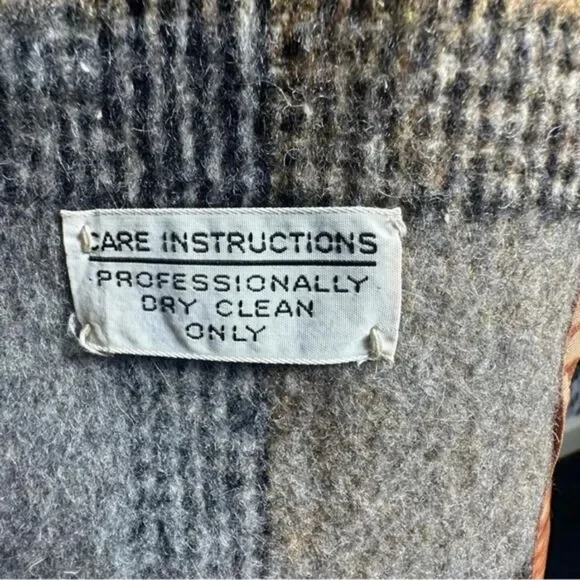 CARE INSTRUCTIONS
PROFESSIONALLY
DRY CLEAN
ONLY